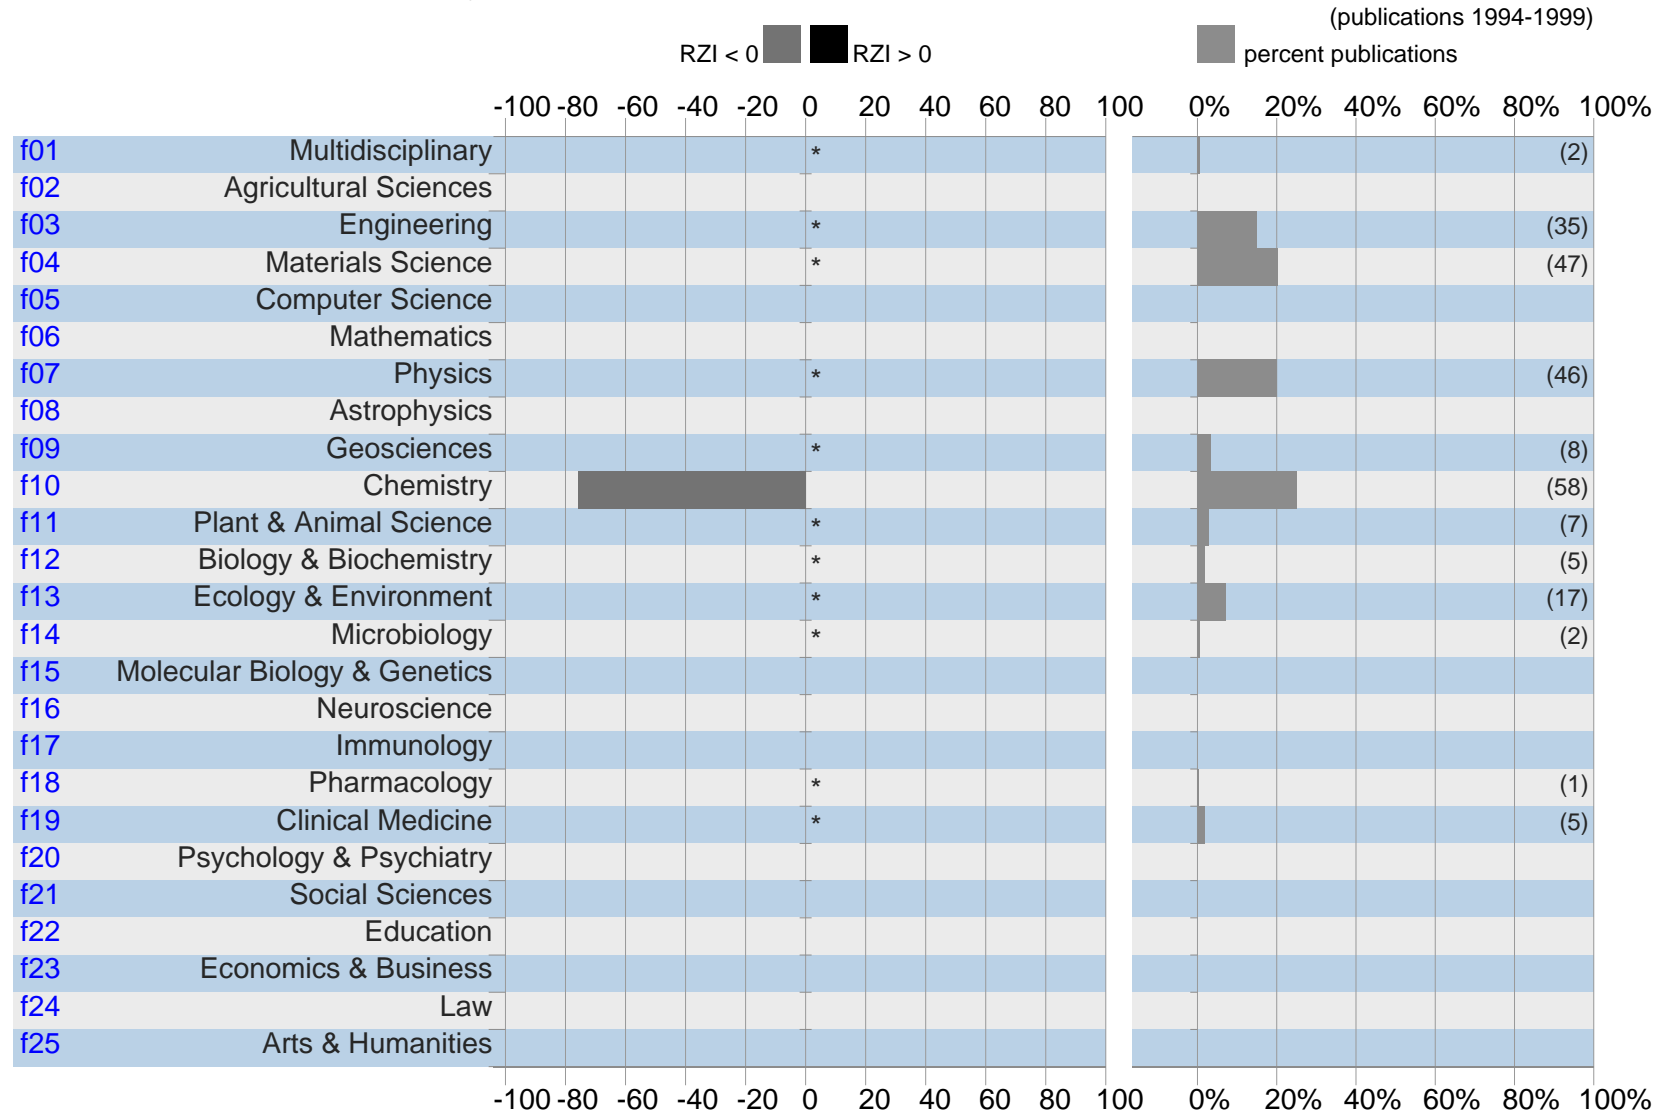 (publications 1994-1999)
RZI < 0 RZI > 0 percent publications
-100 -80 -60 -40 -20 0 20 40 60 80 100 0% 20% 40% 60% 80% 100%
f01 Multidisciplinary * (2)
f02 Agricultural Sciences
f03 Engineering * (35)
f04 Materials Science * (47)
f05 Computer Science
f06 Mathematics
f07 Physics * (46)
f08 Astrophysics
f09 Geosciences * (8)
f10 Chemistry (58)
f11 Plant & Animal Science * (7)
f12 Biology & Biochemistry * (5)
f13 Ecology & Environment * (17)
f14 Microbiology * (2)
f15 Molecular Biology & Genetics
f16 Neuroscience
f17 Immunology
f18 Pharmacology * (1)
f19 Clinical Medicine * (5)
f20 Psychology & Psychiatry
f21 Social Sciences
f22 Education
f23 Economics & Business
f24 Law
f25 Arts & Humanities
-100 -80 -60 -40 -20 0 20 40 60 80 100 0% 20% 40% 60% 80% 100%